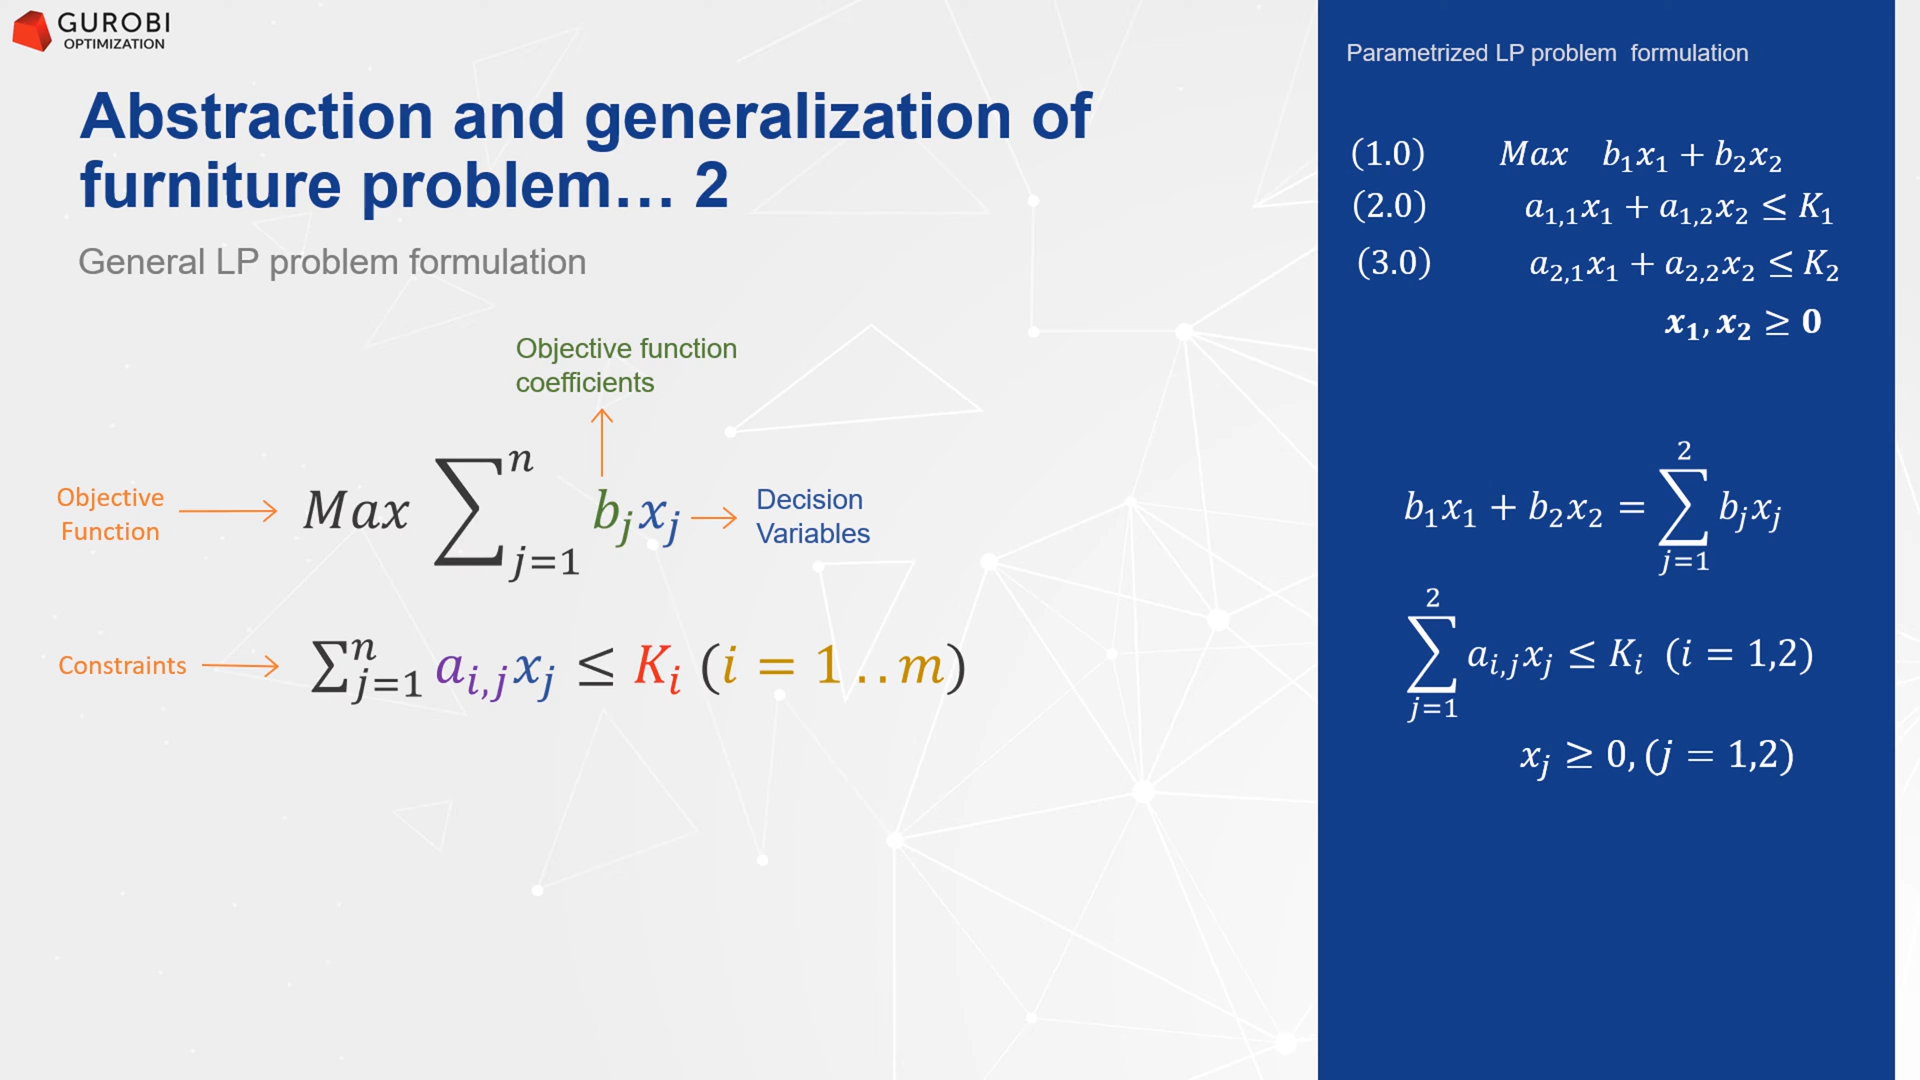 GUROBI
OPTIMIZATION
Abstraction and generalization of
furniture problem… 2
General LP problem formulation
Objective function
coefficients
Objective
Function
Max ∑ⁿⱼ₌₁ bⱼxⱼ
Decision
Variables
Constraints
∑ⁿⱼ₌₁ aᵢ,ⱼxⱼ ≤ Kᵢ (i = 1 . . m)
Parametrized LP problem formulation
(1.0) Max b₁x₁ + b₂x₂
(2.0) a₁,₁x₁ + a₁,₂x₂ ≤ K₁
(3.0) a₂,₁x₁ + a₂,₂x₂ ≤ K₂
x₁, x₂ ≥ 0
b₁x₁ + b₂x₂ = ∑²ⱼ₌₁ bⱼxⱼ
∑²ⱼ₌₁ aᵢ,ⱼxⱼ ≤ Kᵢ (i = 1,2)
xⱼ ≥ 0, (j = 1,2)